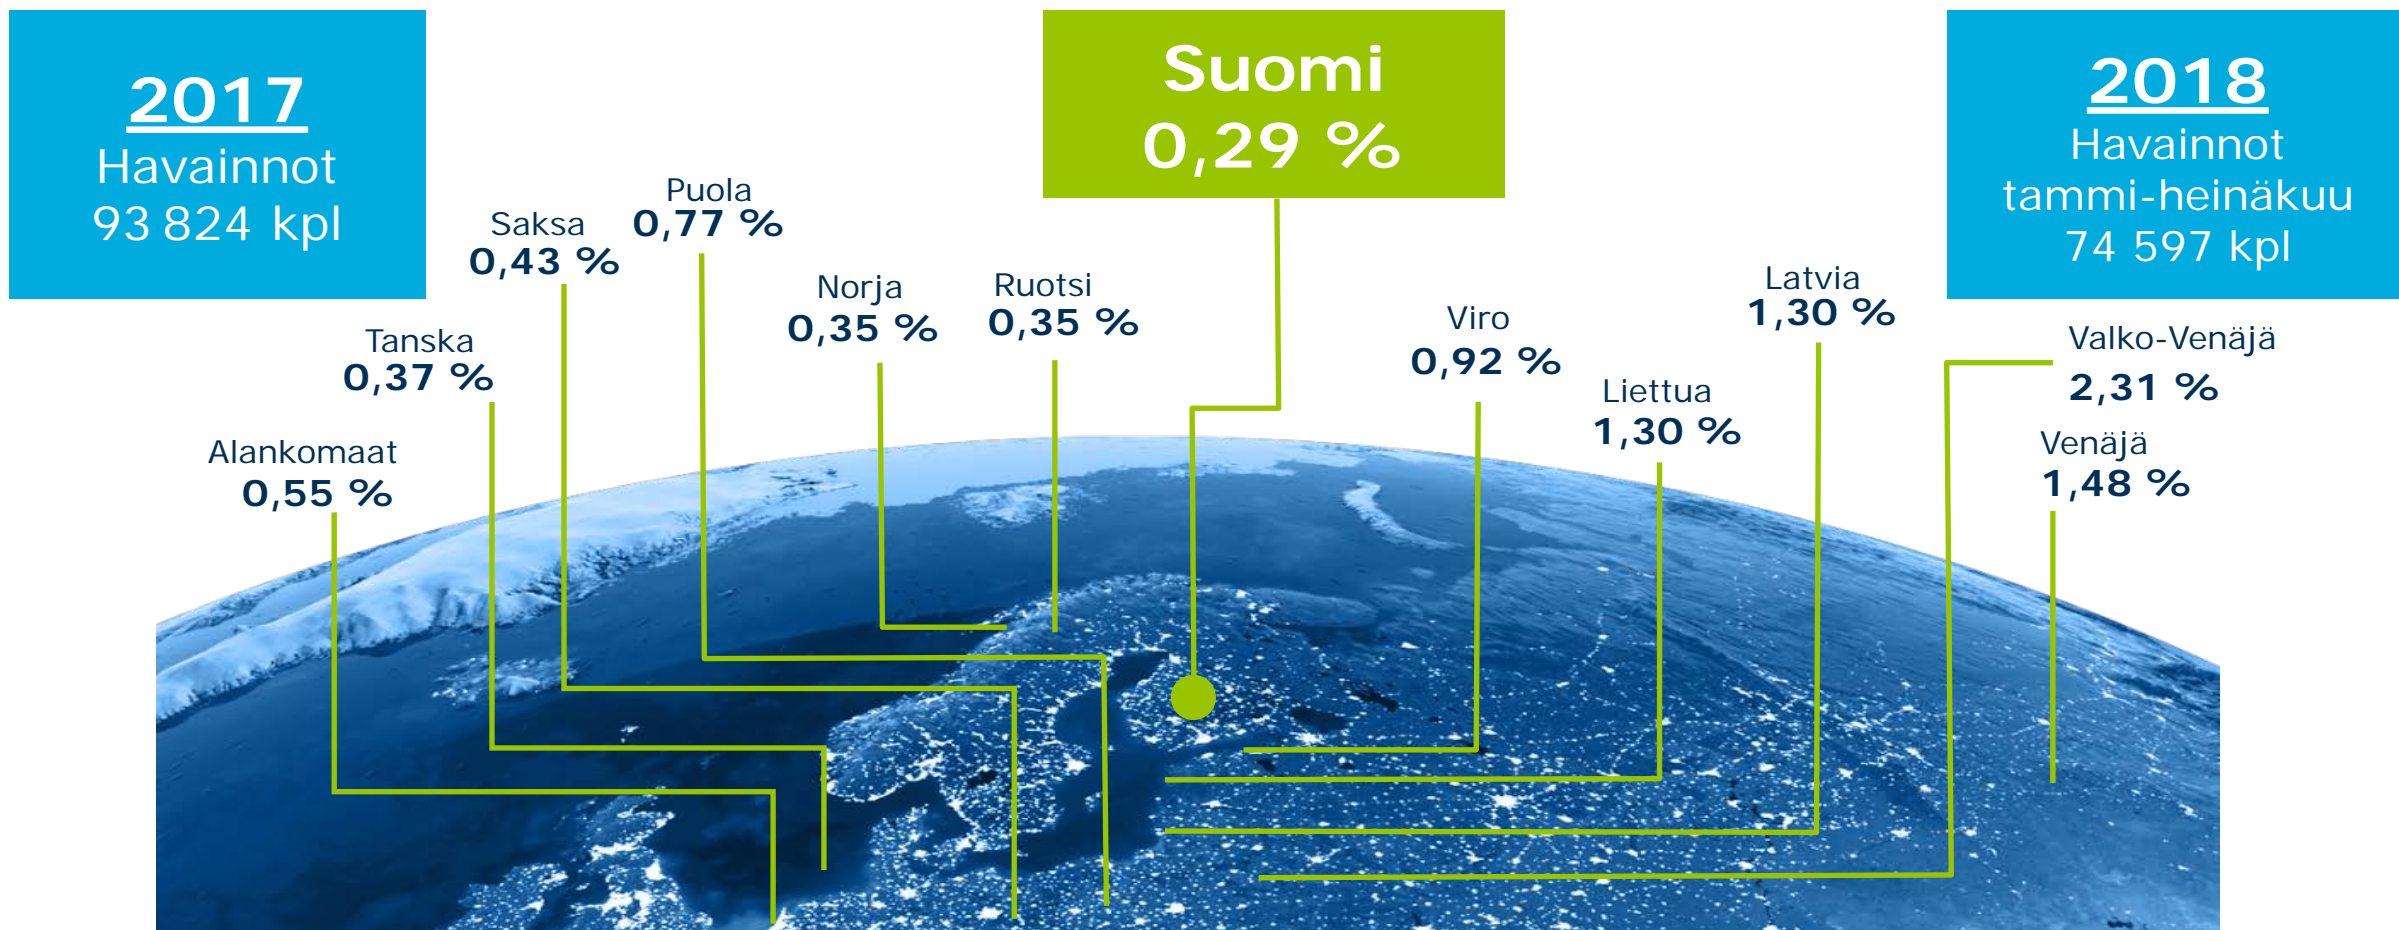 2017
Havainnot
93 824 kpl
Suomi
0,29 %
2018
Havainnot
tammi-heinäkuu
74 597 kpl
Alankomaat
0,55 %
Tanska
0,37 %
Saksa
0,43 %
Puola
0,77 %
Norja
0,35 %
Ruotsi
0,35 %
Viro
0,92 %
Liettua
1,30 %
Latvia
1,30 %
Valko-Venäjä
2,31 %
Venäjä
1,48 %